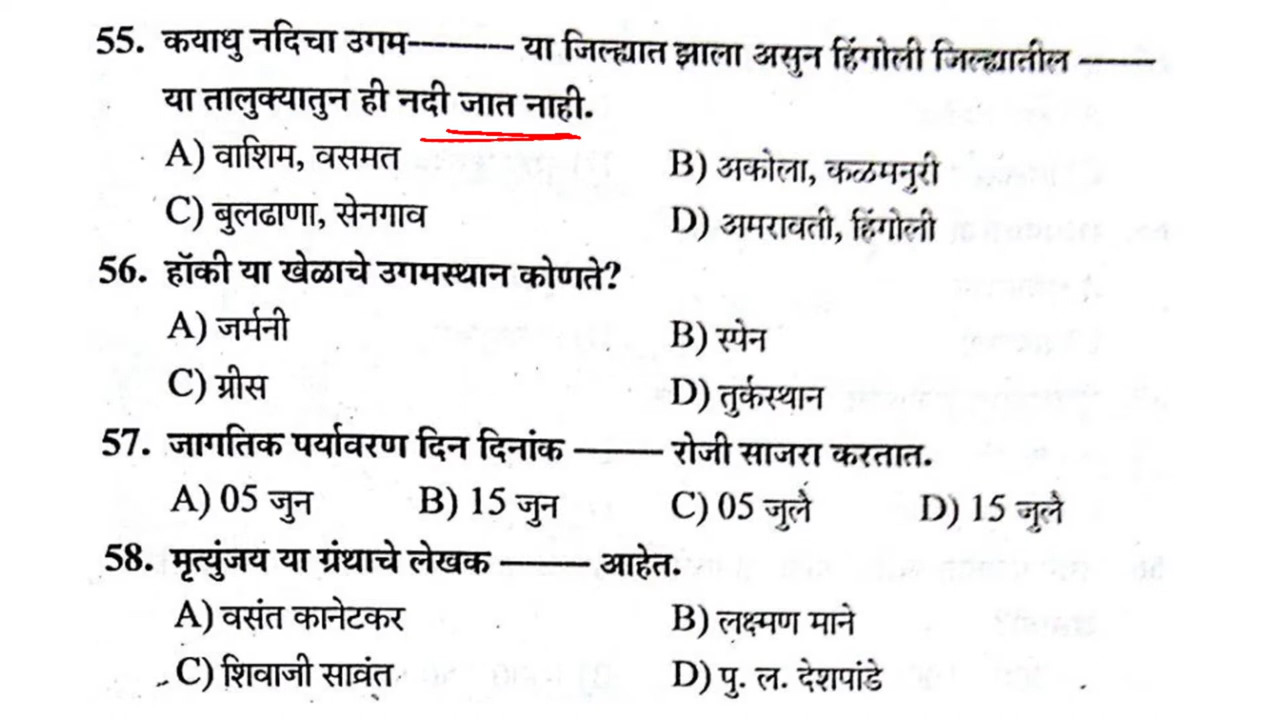 55. कयाधु नदिचा उगम——— या जिल्ह्यात झाला असुन हिंगोली जिल्ह्यातील ———
या तालुक्यातुन ही नदी जात नाही.
A) वाशिम, वसमत B) अकोला, कळमनुरी
C) बुलढाणा, सेनगाव D) अमरावती, हिंगोली
56. हॉकी या खेळाचे उगमस्थान कोणते?
A) जर्मनी B) स्पेन
C) ग्रीस D) तुर्कस्थान
57. जागतिक पर्यावरण दिन दिनांक ——— रोजी साजरा करतात.
A) 05 जुन B) 15 जुन C) 05 जुलै D) 15 जुलै
58. मृत्युंजय या ग्रंथाचे लेखक ——— आहेत.
A) वसंत कानेटकर B) लक्ष्मण माने
C) शिवाजी सावंत D) पु. ल. देशपांडे